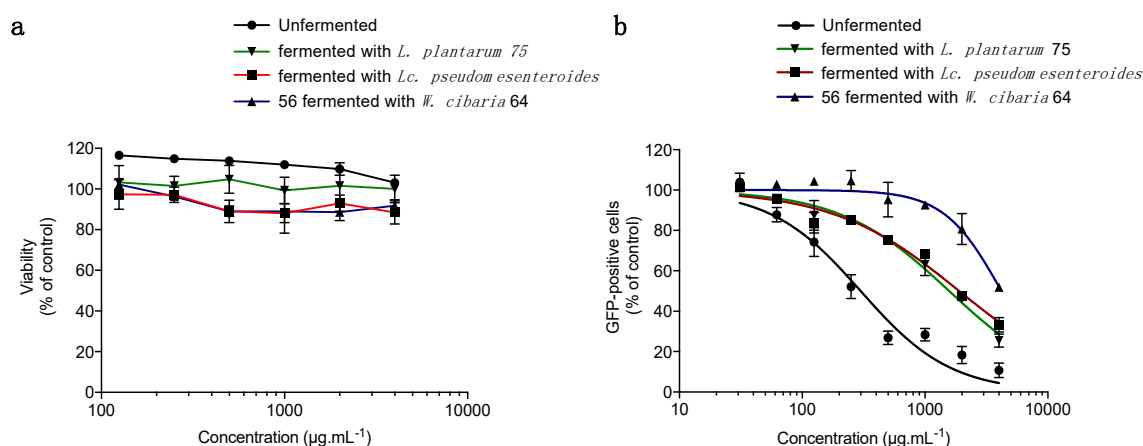 a
Unfermented
fermented with L. plantarum 75
fermented with Lc. pseudom esenteroides
56 fermented with W. cibaria 64
120
100
80
60
40
20
0
Viability
(% of control)
100
1000
10000
Concentration (µg.mL-1)
b
Unfermented
fermented with L. plantarum 75
fermented with Lc. pseudom esenteroides
56 fermented with W. cibaria 64
120
100
80
60
40
20
0
GFP-positive cells
(% of control)
10
100
1000
10000
Concentration (µg.mL-1)